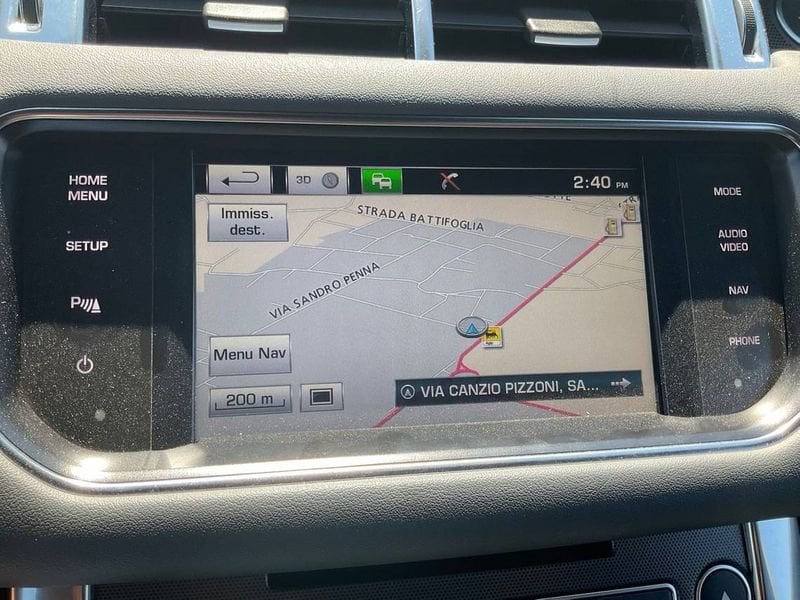 HOME
MENU
SETUP
P
3D
2:40 PM
Immiss.
dest.
STRADA BATTIFOGLIA
VIA SANDRO PENNA
Menu Nav
200 m
VIA CANZIO PIZZONI, SA...
MODE
AUDIO
VIDEO
NAV
PHONE